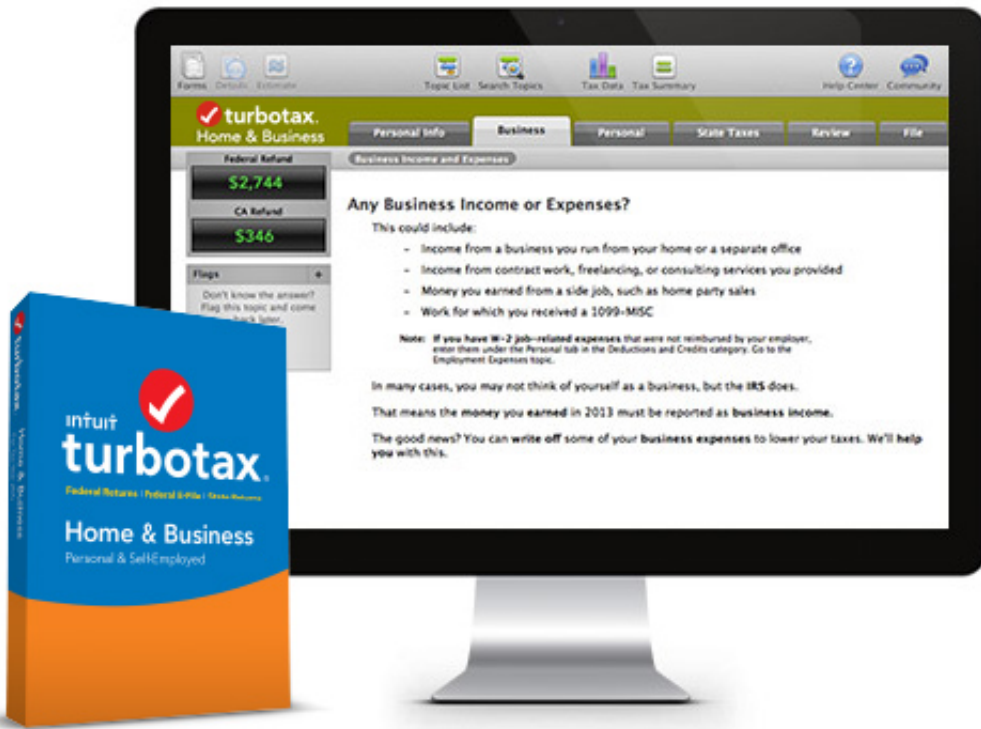 Forms Details Estimate Topic List Search Topics Tax Data Tax Summary Help Center Community
turbotax.
Home & Business
Personal Info Business Personal State Taxes Review File
Federal Refund
$2,744
CA Refund
$346
Flags +
Don't know the answer?
Flag this topic and come
back later.
Business Income and Expenses
Any Business Income or Expenses?
This could include:
– Income from a business you run from your home or a separate office
– Income from contract work, freelancing, or consulting services you provided
– Money you earned from a side job, such as home party sales
– Work for which you received a 1099-MISC
Note: If you have W-2 job-related expenses that were not reimbursed by your employer,
enter them under the Personal tab in the Deductions and Credits category. Go to the
Employment Expenses topic.
In many cases, you may not think of yourself as a business, but the IRS does.
That means the money you earned in 2013 must be reported as business income.
The good news? You can write off some of your business expenses to lower your taxes. We'll help
you with this.
turbotax
Home & Business
intuit
turbotax®
Federal Returns | Federal E-File | State Returns
Home & Business
Personal & Self-Employed